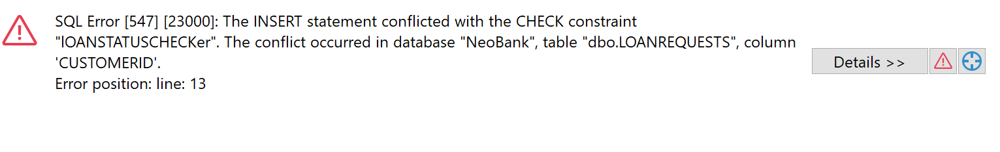 SQL Error [547] [23000]: The INSERT statement conflicted with the CHECK constraint
"lOANSTATUSCHECKer". The conflict occurred in database "NeoBank", table "dbo.LOANREQUESTS", column
'CUSTOMERID'.
Error position: line: 13
Details >>